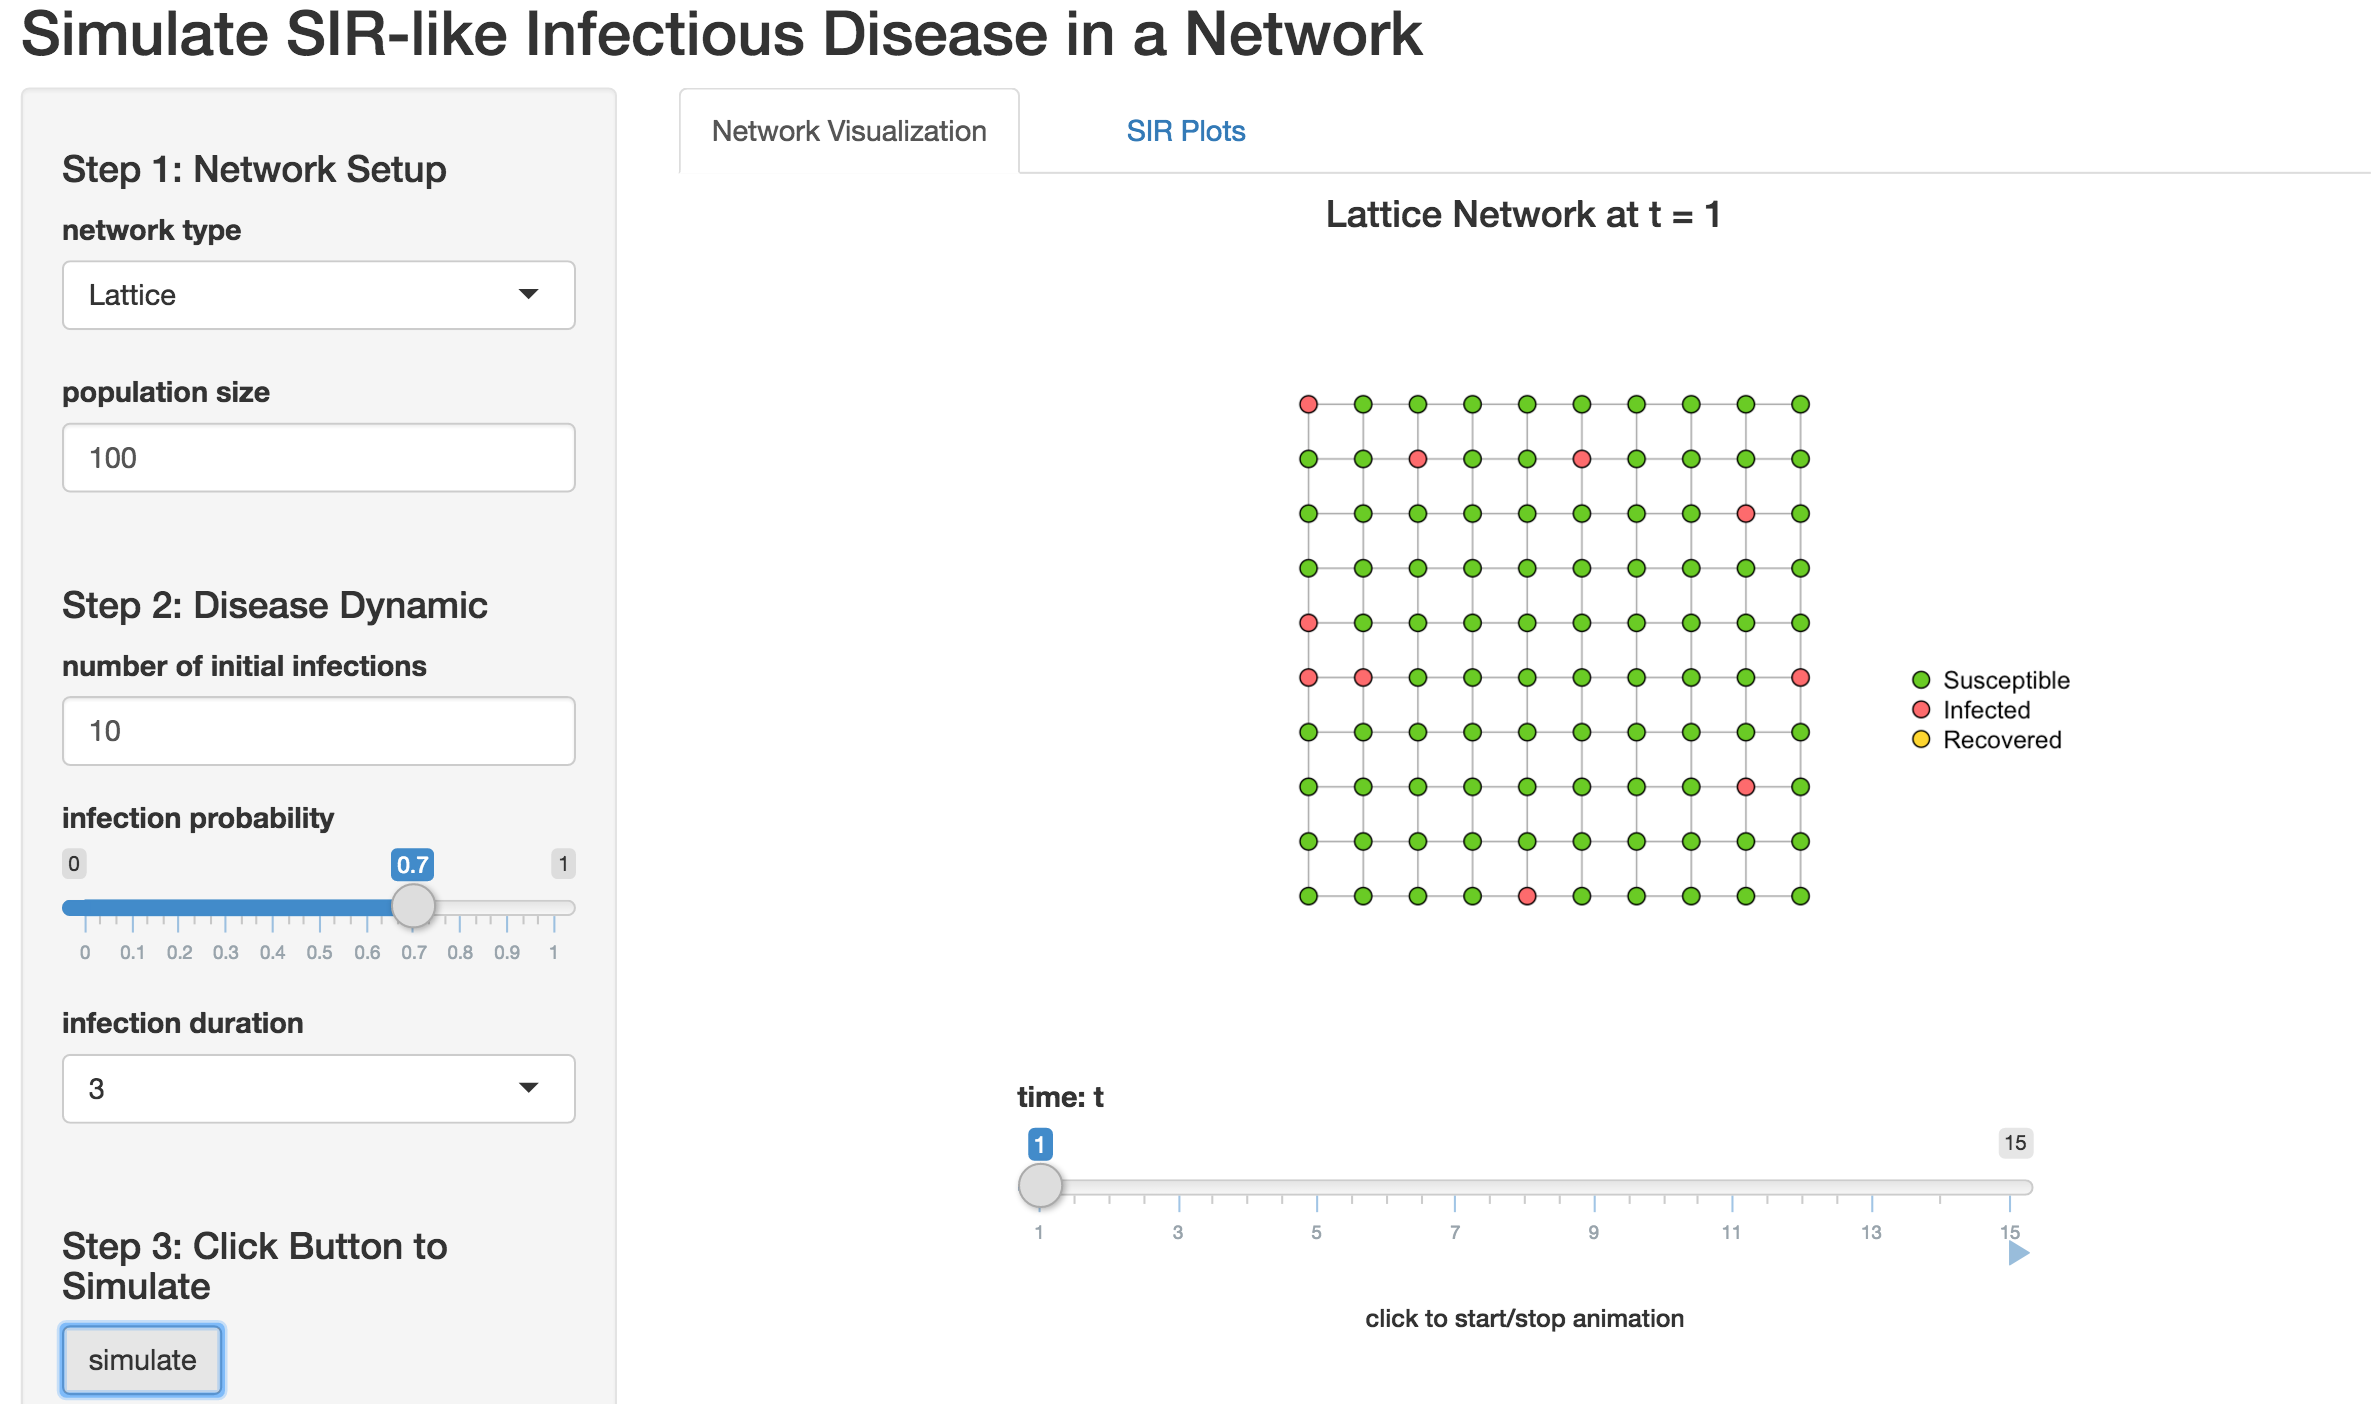 Simulate SIR-like Infectious Disease in a Network
Step 1: Network Setup
network type
Lattice
population size
100
Step 2: Disease Dynamic
number of initial infections
10
infection probability
0 0.7 1
0 0.1 0.2 0.3 0.4 0.5 0.6 0.7 0.8 0.9 1
infection duration
3
Step 3: Click Button to
Simulate
simulate
Network Visualization SIR Plots
Lattice Network at t = 1
Susceptible
Infected
Recovered
time: t
1 15
1 3 5 7 9 11 13 15
click to start/stop animation